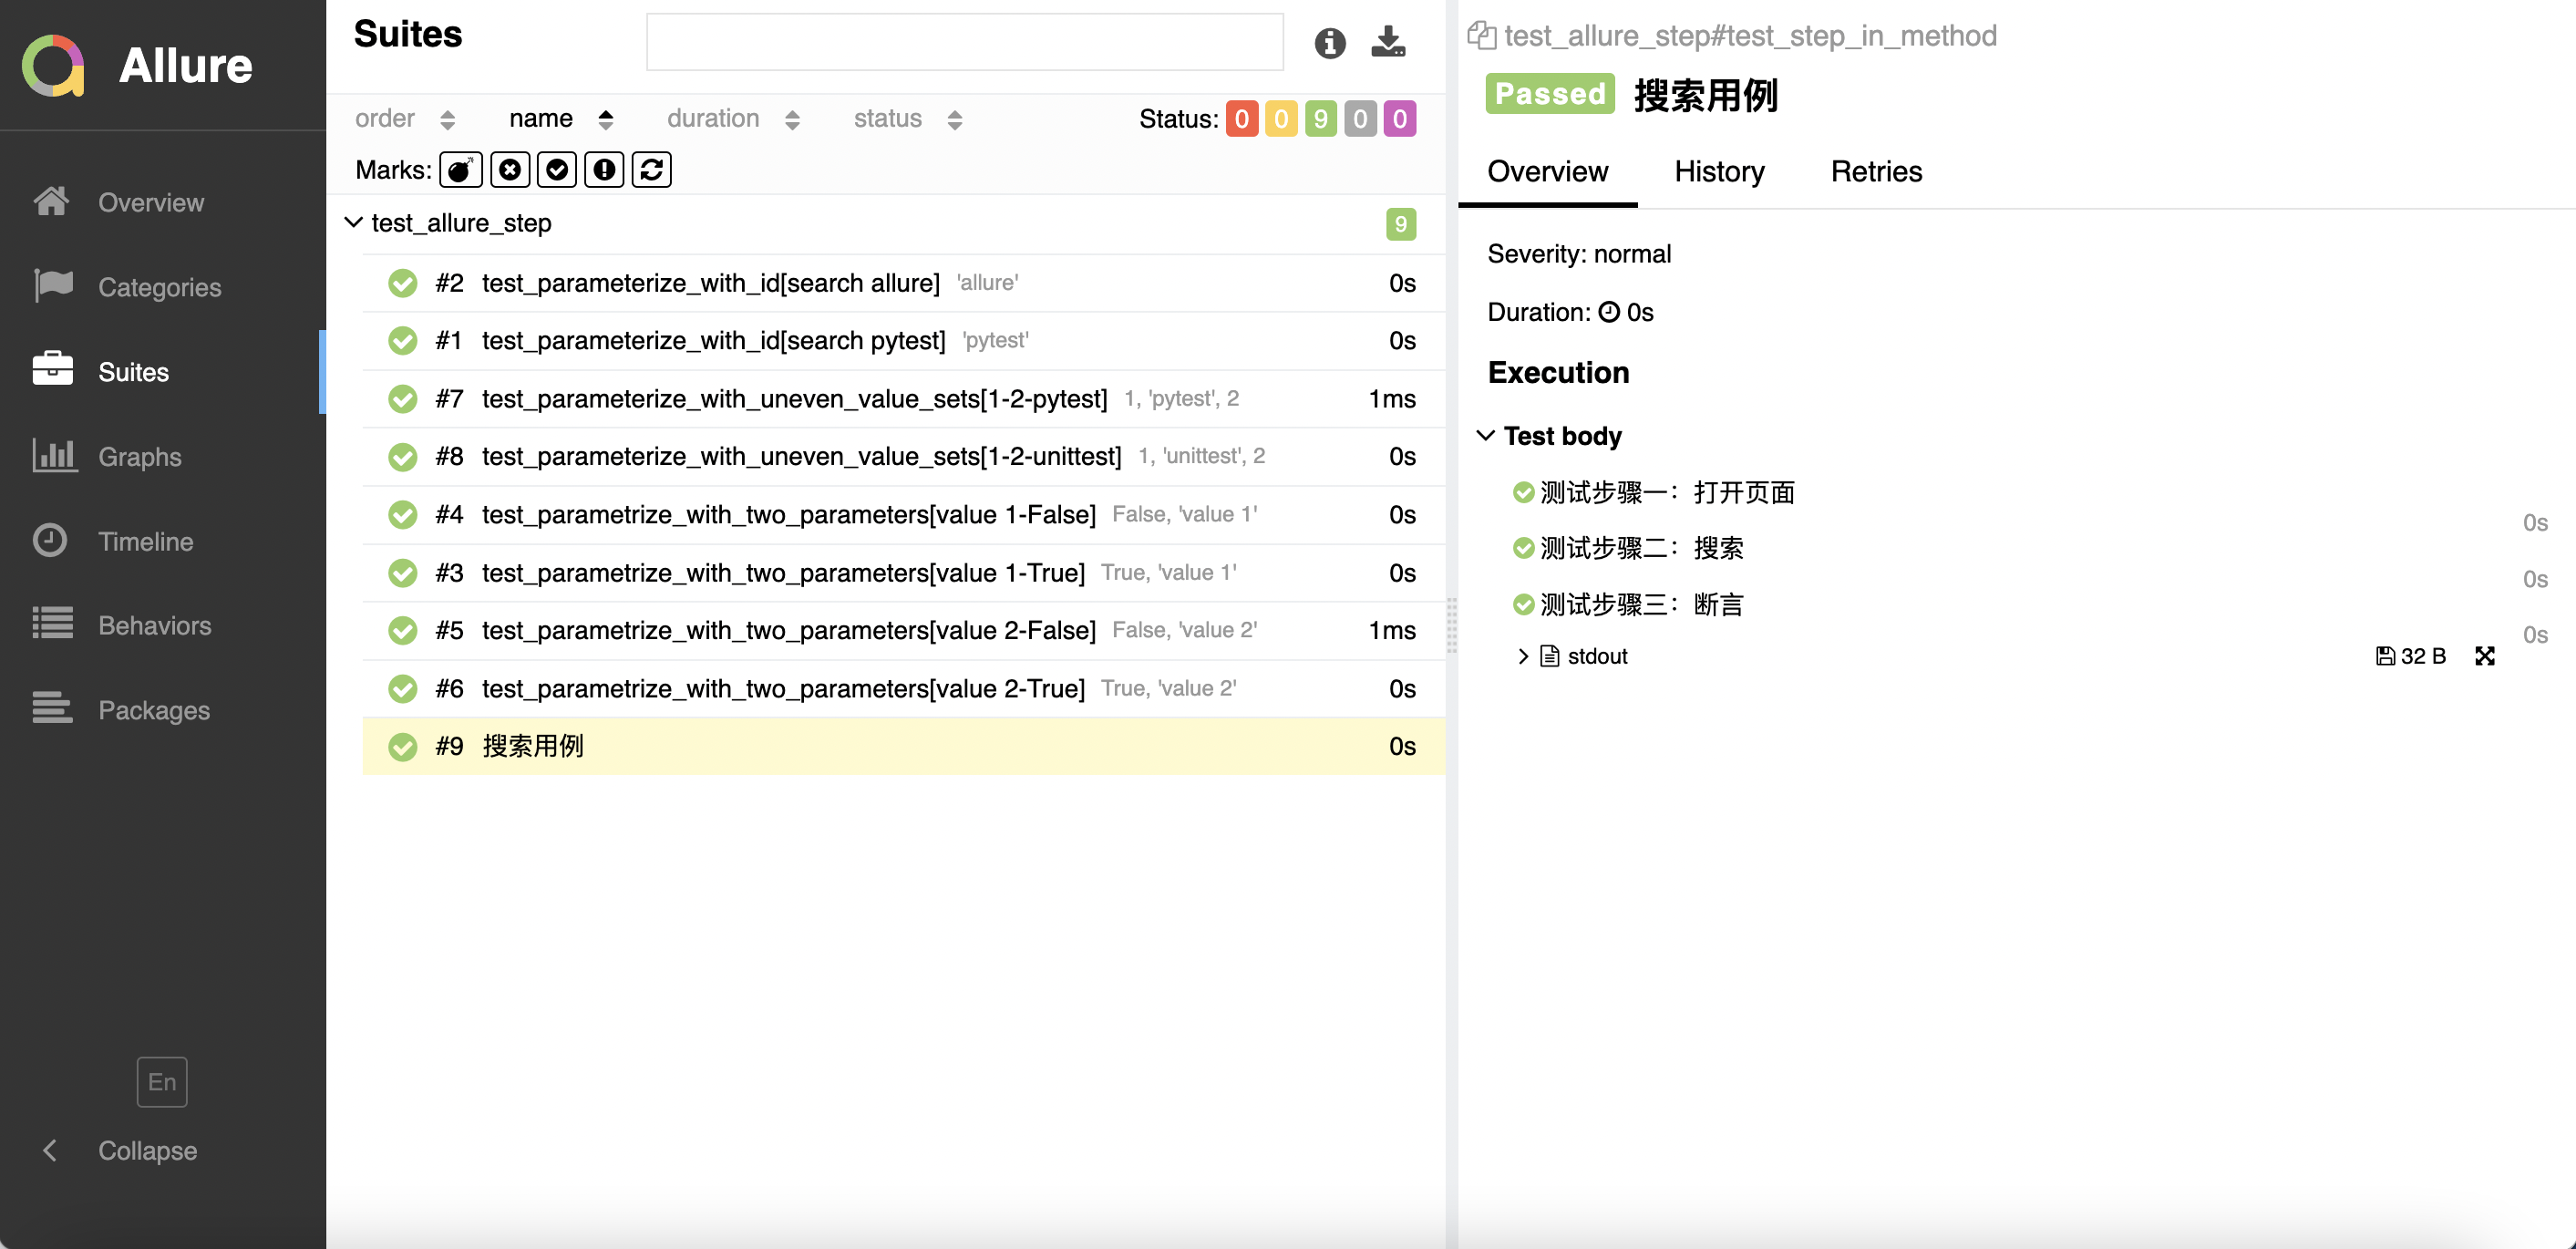 Allure
Overview
Categories
Suites
Graphs
Timeline
Behaviors
Packages
En
Collapse
Suites
order name duration status Status: 0 0 9 0 0
Marks:
test_allure_step 9
#2 test_parameterize_with_id[search allure] 'allure' 0s
#1 test_parameterize_with_id[search pytest] 'pytest' 0s
#7 test_parameterize_with_uneven_value_sets[1-2-pytest] 1, 'pytest', 2 1ms
#8 test_parameterize_with_uneven_value_sets[1-2-unittest] 1, 'unittest', 2 0s
#4 test_parametrize_with_two_parameters[value 1-False] False, 'value 1' 0s
#3 test_parametrize_with_two_parameters[value 1-True] True, 'value 1' 0s
#5 test_parametrize_with_two_parameters[value 2-False] False, 'value 2' 1ms
#6 test_parametrize_with_two_parameters[value 2-True] True, 'value 2' 0s
#9 搜索用例 0s
test_allure_step#test_step_in_method
Passed 搜索用例
Overview History Retries
Severity: normal
Duration: 0s
Execution
Test body
测试步骤一：打开页面
0s
测试步骤二：搜索
0s
测试步骤三：断言
0s
stdout 32 B